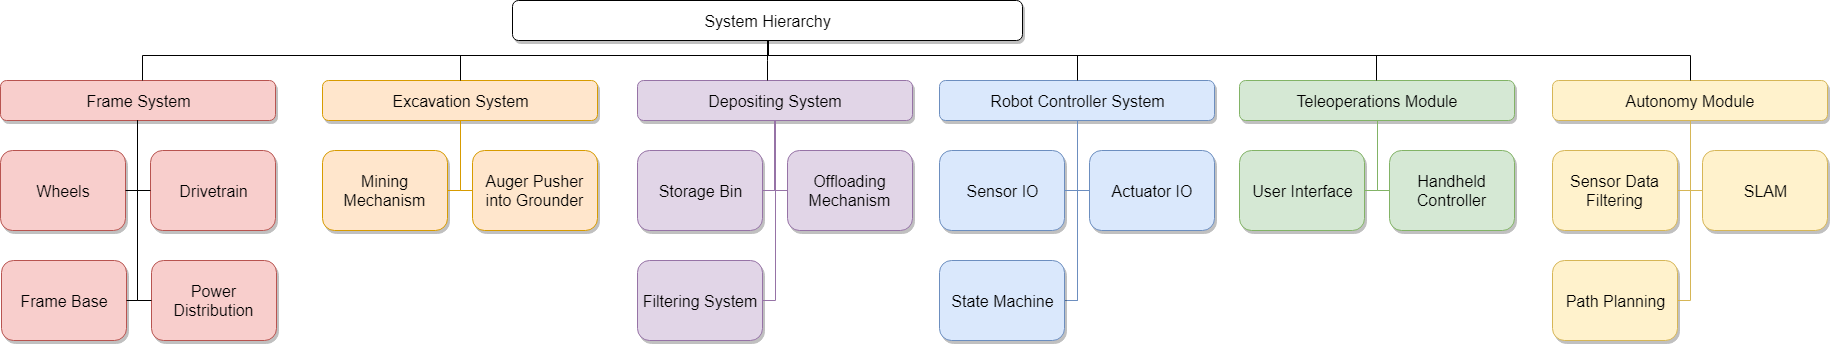 System Hierarchy
Frame System
Excavation System
Depositing System
Robot Controller System
Teleoperations Module
Autonomy Module
Wheels
Drivetrain
Mining
Mechanism
Auger Pusher
into Grounder
Storage Bin
Offloading
Mechanism
Sensor IO
Actuator IO
User Interface
Handheld
Controller
Sensor Data
Filtering
SLAM
Frame Base
Power
Distribution
Filtering System
State Machine
Path Planning